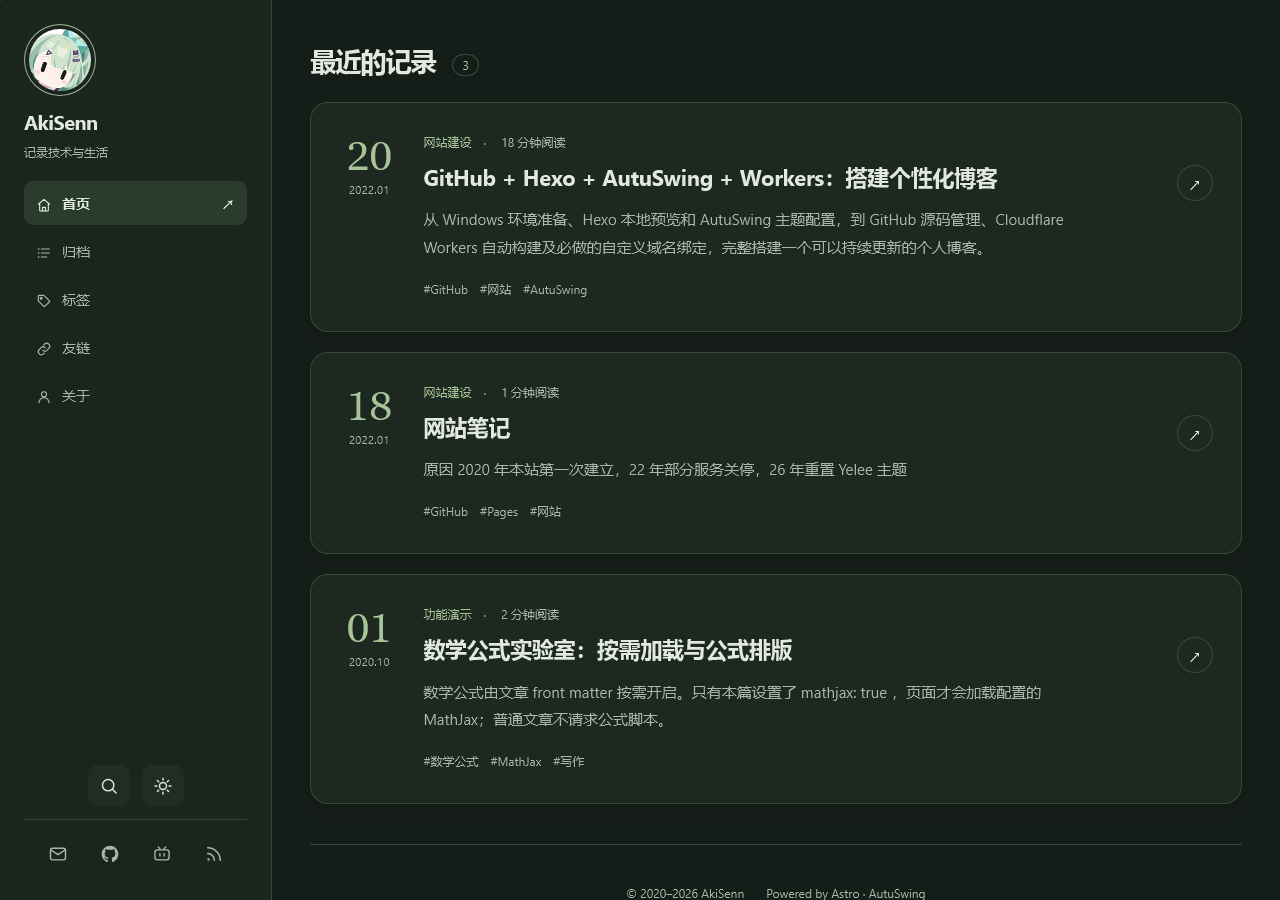 AkiSenn
记录技术与生活
首页
归档
标签
友链
关于
最近的记录 3
20
2022.01
网站建设 · 18 分钟阅读
GitHub + Hexo + AutuSwing + Workers：搭建个性化博客
从 Windows 环境准备、Hexo 本地预览和 AutuSwing 主题配置，到 GitHub 源码管理、Cloudflare
Workers 自动构建及必做的自定义域名绑定，完整搭建一个可以持续更新的个人博客。
#GitHub #网站 #AutuSwing
18
2022.01
网站建设 · 1 分钟阅读
网站笔记
原因 2020 年本站第一次建立，22 年部分服务关停，26 年重置 Yelee 主题
#GitHub #Pages #网站
01
2020.10
功能演示 · 2 分钟阅读
数学公式实验室：按需加载与公式排版
数学公式由文章 front matter 按需开启。只有本篇设置了 mathjax: true ，页面才会加载配置的
MathJax；普通文章不请求公式脚本。
#数学公式 #MathJax #写作
© 2020–2026 AkiSenn Powered by Astro · AutuSwing